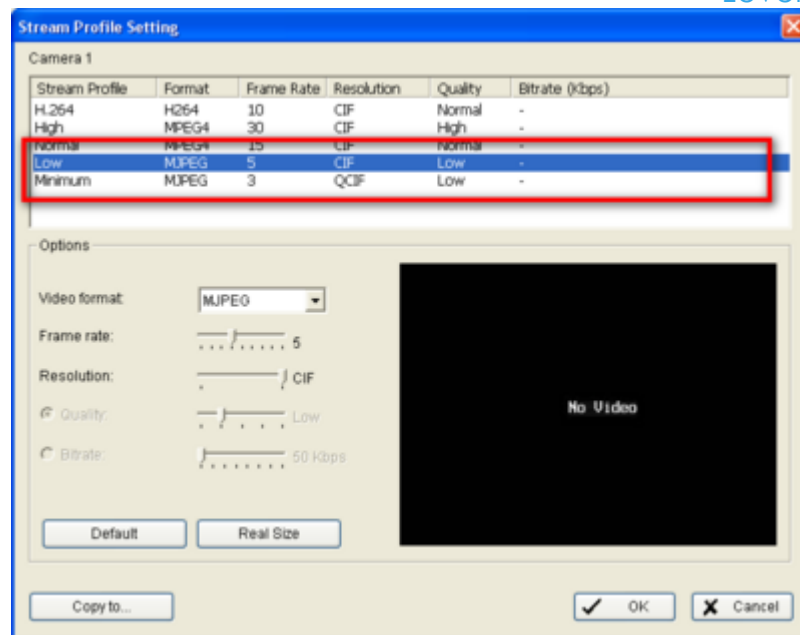 Stream Profile Setting
Camera 1
Stream Profile Format Frame Rate Resolution Quality Bitrate (Kbps)
H.264 H264 10 CIF Normal -
High MPEG4 30 CIF High -
Normal MPEG4 15 CIF Normal -
Low MJPEG 5 CIF Low -
Minimum MJPEG 3 QCIF Low -
Options
Video format: MJPEG
Frame rate: 5
Resolution: CIF
Quality: Low
Bitrate: 50 Kbps
No Video
Default Real Size
Copy to... OK Cancel